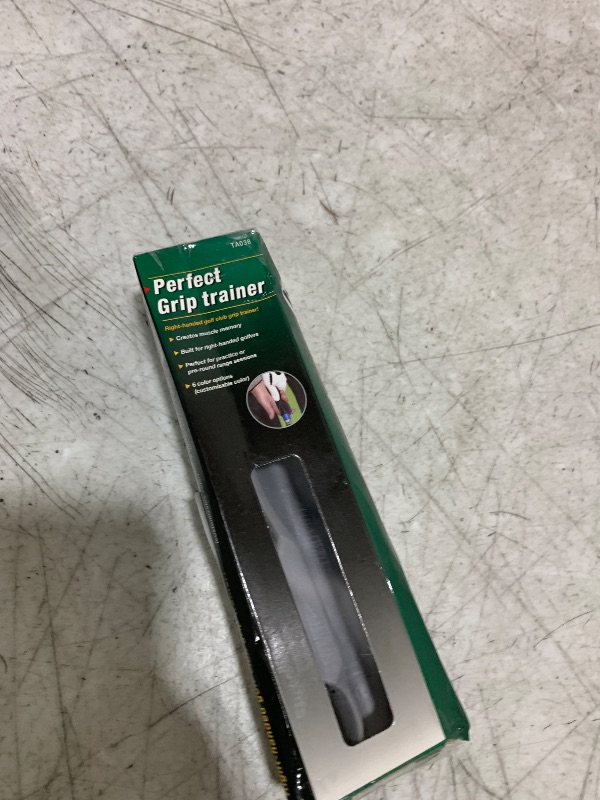 TA038
Perfect
Grip trainer
Right-handed golf club grip trainer!
Creates muscle memory
Built for right-handed golfers
Perfect for practice or
pre-round range sessions
6 color options
(customizable color)